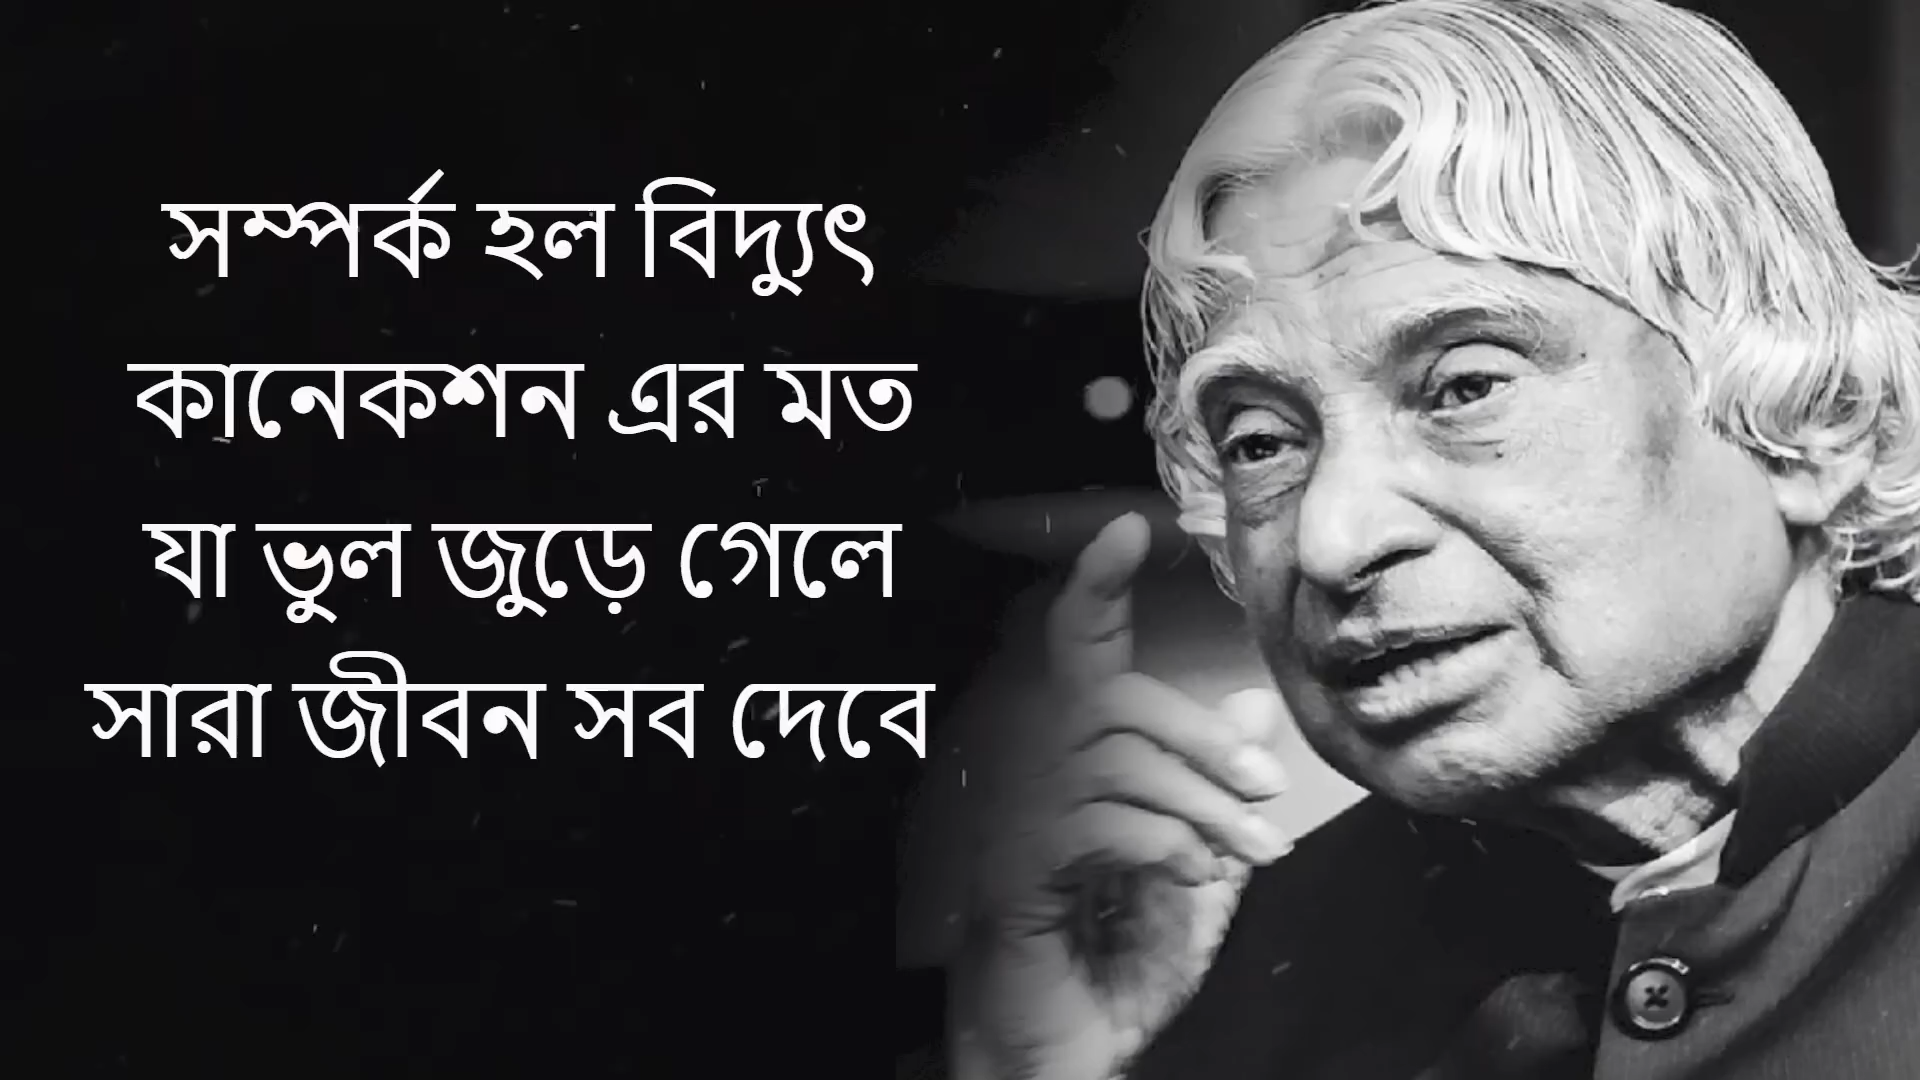 সম্পর্ক হল বিদ্যুৎ
কানেকশন এর মত
যা ভুল জুড়ে গেলে
সারা জীবন সব দেবে